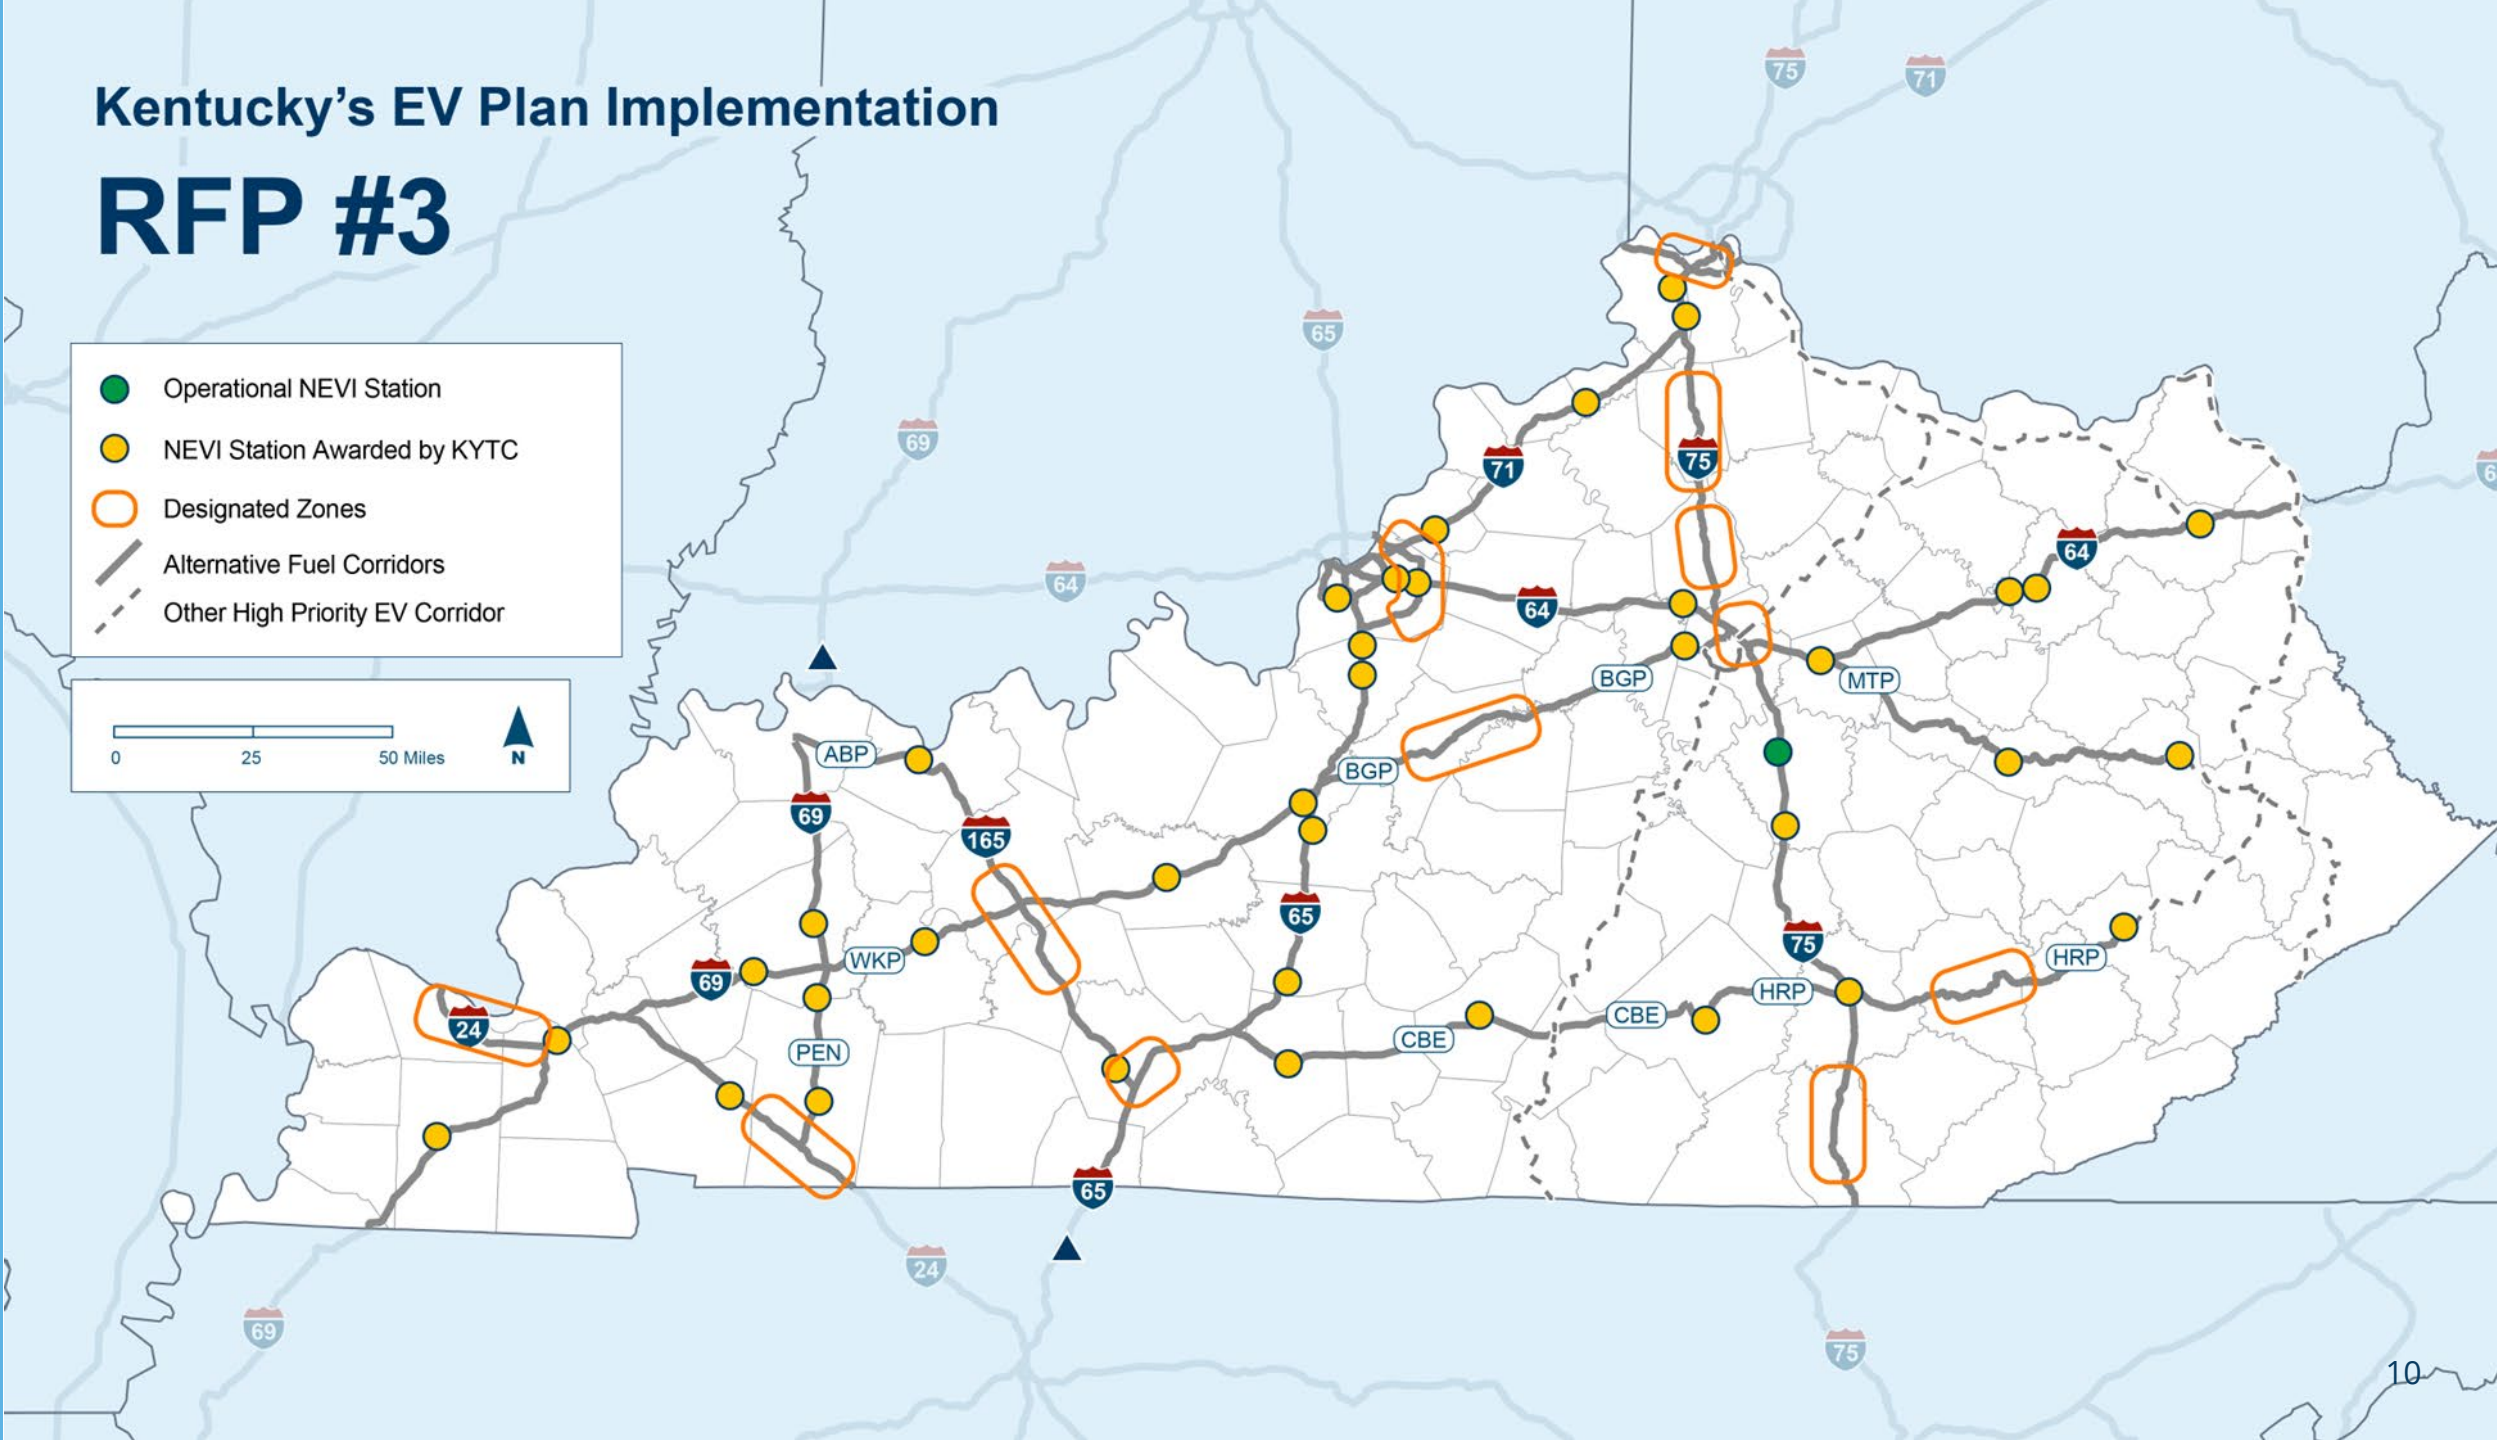 Kentucky's EV Plan Implementation
RFP #3
Operational NEVI Station
NEVI Station Awarded by KYTC
Designated Zones
Alternative Fuel Corridors
Other High Priority EV Corridor
0 25 50 Miles
N
75
71
65
69
64
71
75
64
64
BGP
MTP
BGP
ABP
69
165
65
75
HRP
WKP
69
HRP
CBE
24
CBE
PEN
65
24
69
75
10